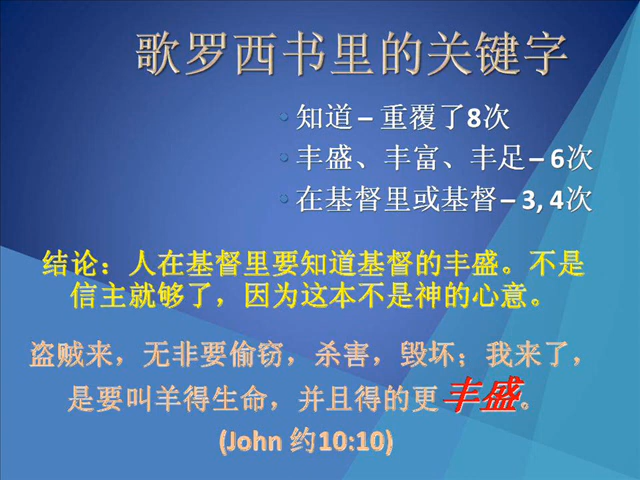 歌罗西书里的关键字
• 知道 – 重覆了8次
• 丰盛、丰富、丰足 – 6次
• 在基督里或基督 – 3, 4次
结论：人在基督里要知道基督的丰盛。不是
信主就够了，因为这本不是神的心意。
盗贼来，无非要偷窃，杀害，毁坏；我来了，
是要叫羊得生命，并且得的更丰盛。
(John 约10:10)